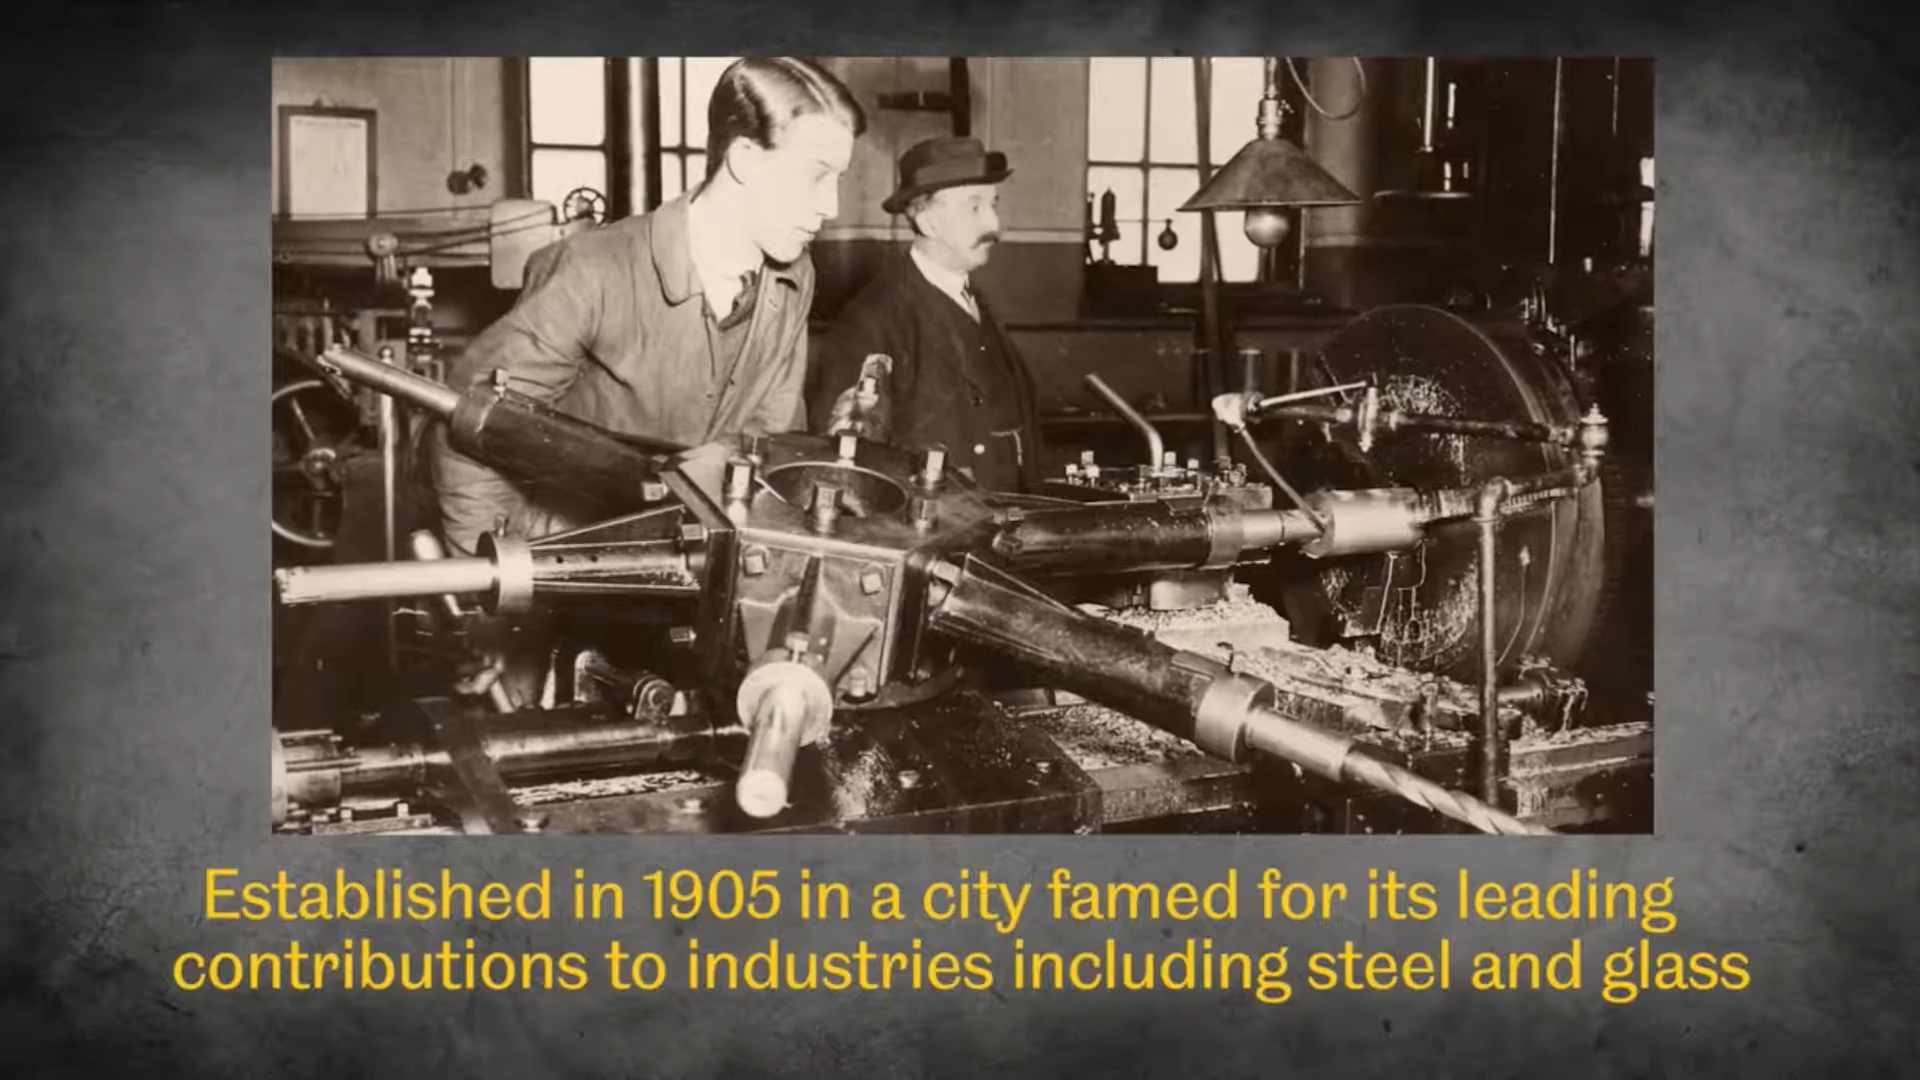 Established in 1905 in a city famed for its leading
contributions to industries including steel and glass